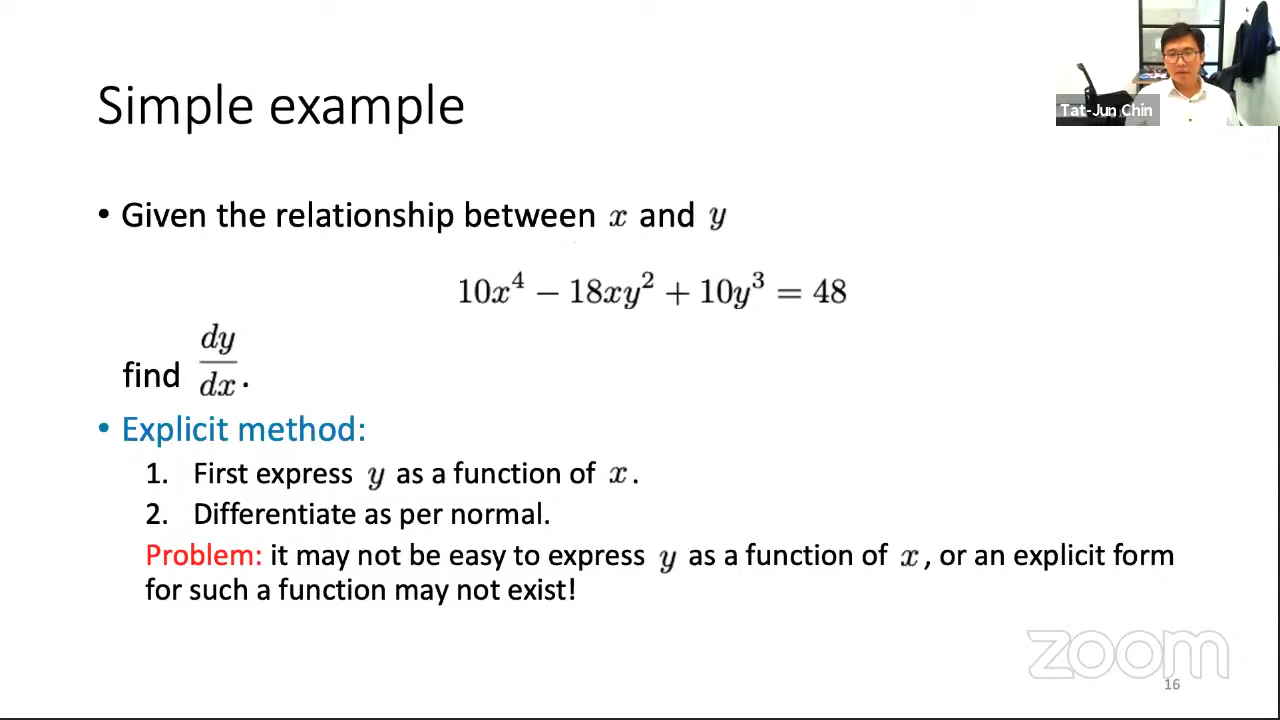 Simple example
Tat-Jun Chin
• Given the relationship between x and y
10x⁴ − 18xy² + 10y³ = 48
find dy/dx.
• Explicit method:
1. First express y as a function of x.
2. Differentiate as per normal.
Problem: it may not be easy to express y as a function of x, or an explicit form
for such a function may not exist!
zoom
16